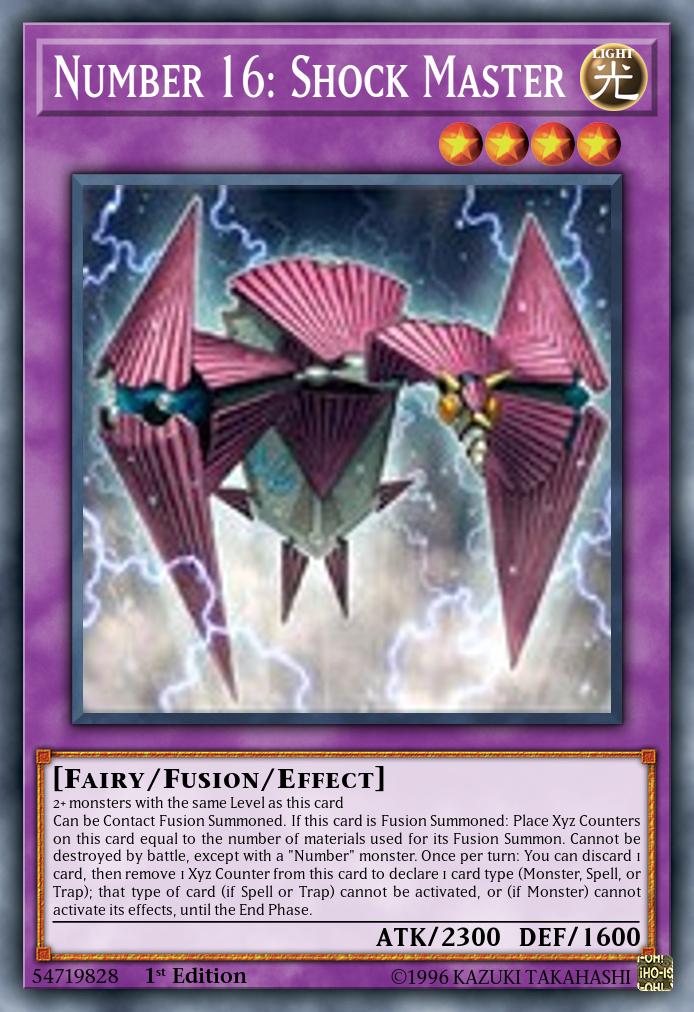 NUMBER 16: SHOCK MASTER
LIGHT
光
[FAIRY/FUSION/EFFECT]
2+ monsters with the same Level as this card
Can be Contact Fusion Summoned. If this card is Fusion Summoned: Place Xyz Counters
on this card equal to the number of materials used for its Fusion Summon. Cannot be
destroyed by battle, except with a "Number" monster. Once per turn: You can discard 1
card, then remove 1 Xyz Counter from this card to declare 1 card type (Monster, Spell, or
Trap); that type of card (if Spell or Trap) cannot be activated, or (if Monster) cannot
activate its effects, until the End Phase.
ATK/2300 DEF/1600
54719828 1st Edition ©1996 KAZUKI TAKAHASHI